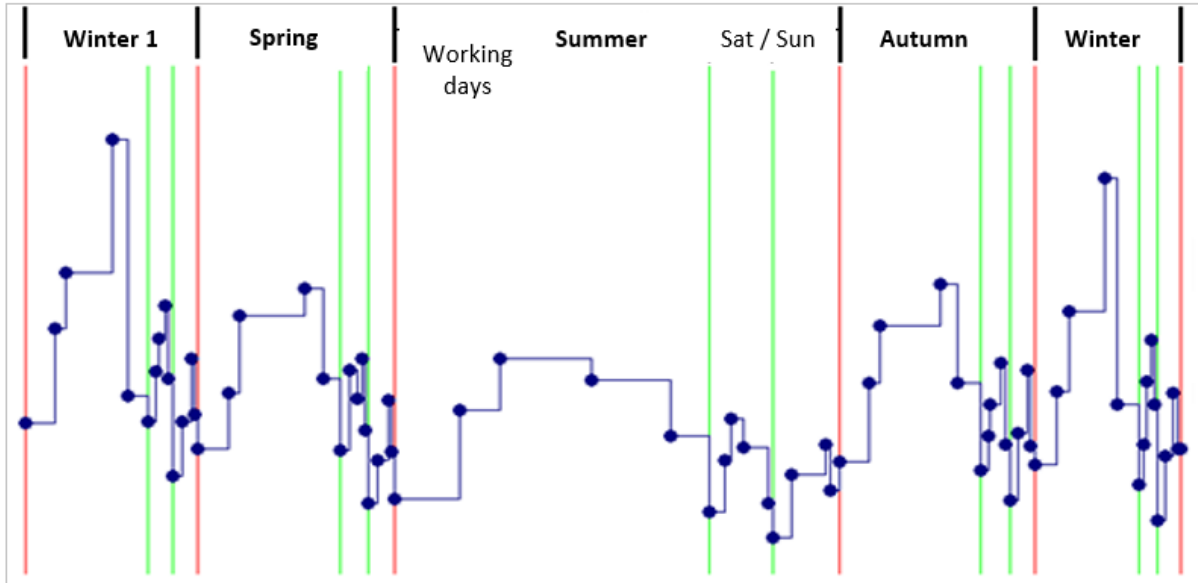 Winter 1
Spring
Summer
Sat / Sun
Autumn
Winter
Working
days